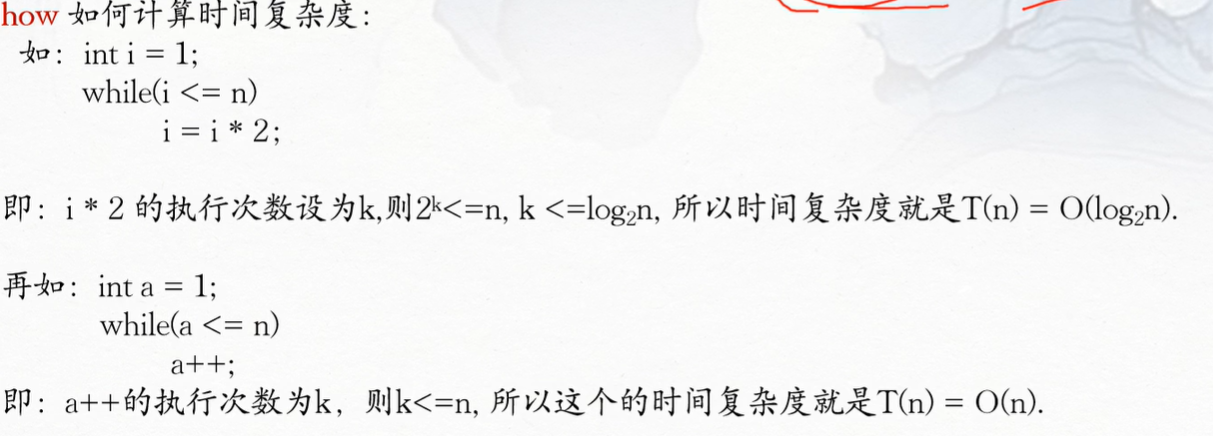 how 如何计算时间复杂度：
如：int i = 1;
while(i <= n)
i = i * 2;
即：i * 2 的执行次数设为k,则2ᵏ<=n, k <=log₂n, 所以时间复杂度就是T(n) = O(log₂n).
再如：int a = 1;
while(a <= n)
a++;
即：a++的执行次数为k，则k<=n, 所以这个的时间复杂度就是T(n) = O(n).